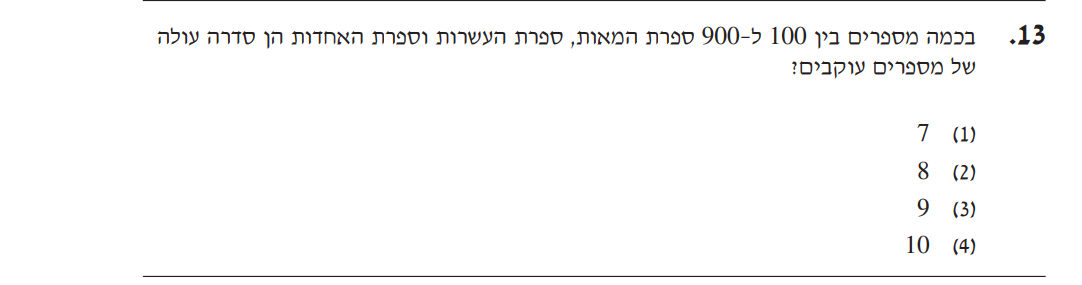 13. בכמה מספרים בין 100 ל-900 ספרת המאות, ספרת העשרות וספרת האחדות הן סדרה עולה
של מספרים עוקבים?
(1) 7
(2) 8
(3) 9
(4) 10